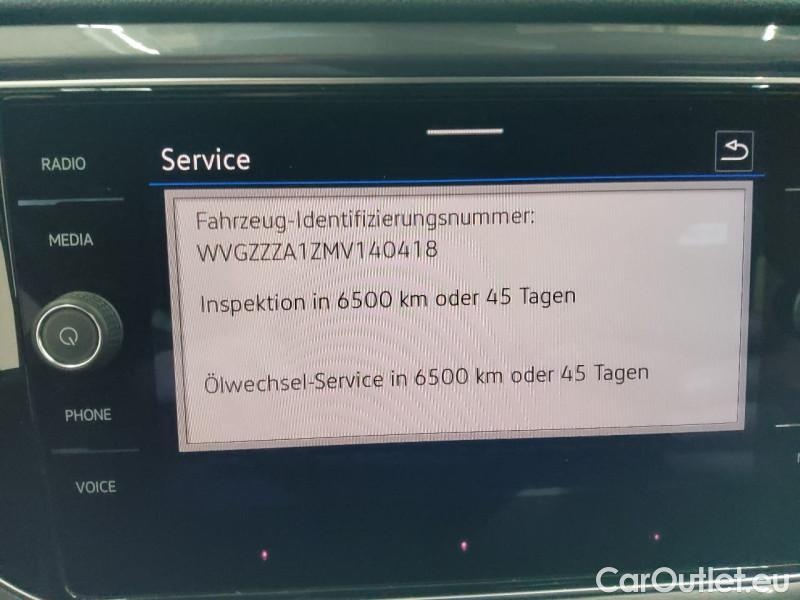 RADIO
MEDIA
PHONE
VOICE
Service
Fahrzeug-Identifizierungsnummer:
WVGZZZA1ZMV140418
Inspektion in 6500 km oder 45 Tagen
Ölwechsel-Service in 6500 km oder 45 Tagen
CarOutlet.eu